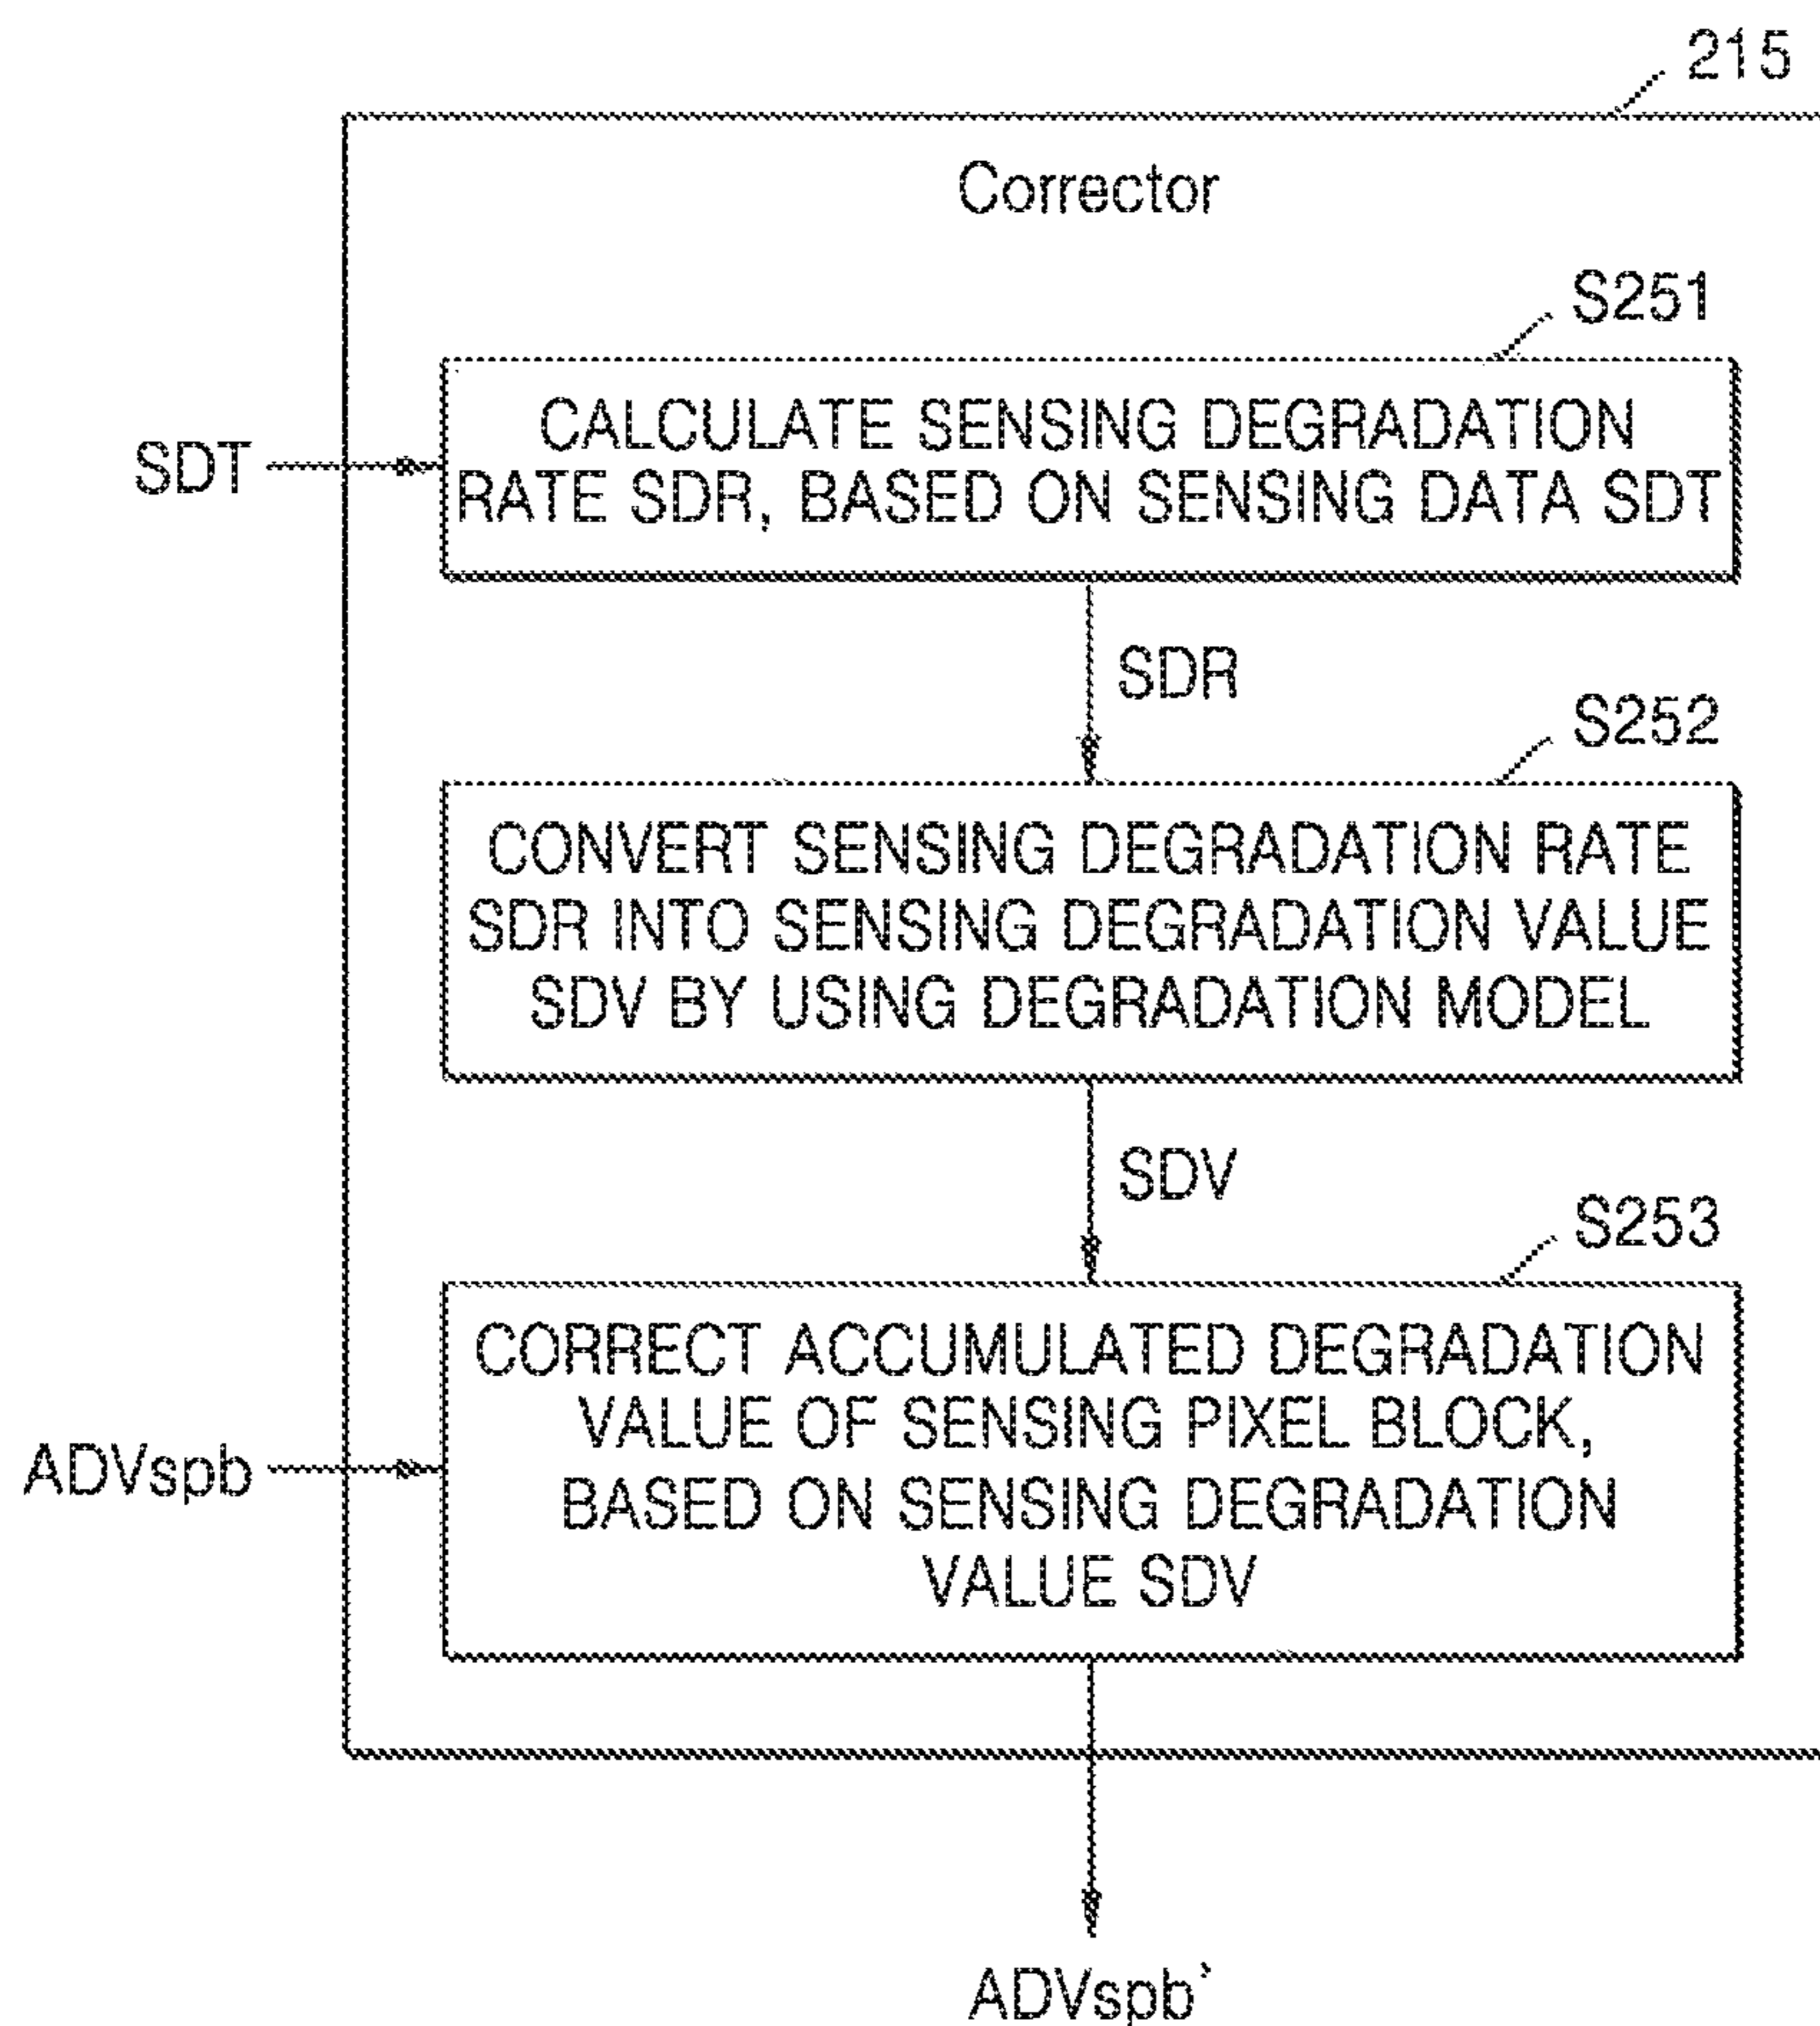 215
Corrector
S251
CALCULATE SENSING DEGRADATION
RATE SDR, BASED ON SENSING DATA SDT
SDT
SDR
S252
CONVERT SENSING DEGRADATION RATE
SDR INTO SENSING DEGRADATION VALUE
SDV BY USING DEGRADATION MODEL
SDV
S253
CORRECT ACCUMULATED DEGRADATION
VALUE OF SENSING PIXEL BLOCK,
BASED ON SENSING DEGRADATION
VALUE SDV
ADVspb
ADVspb'